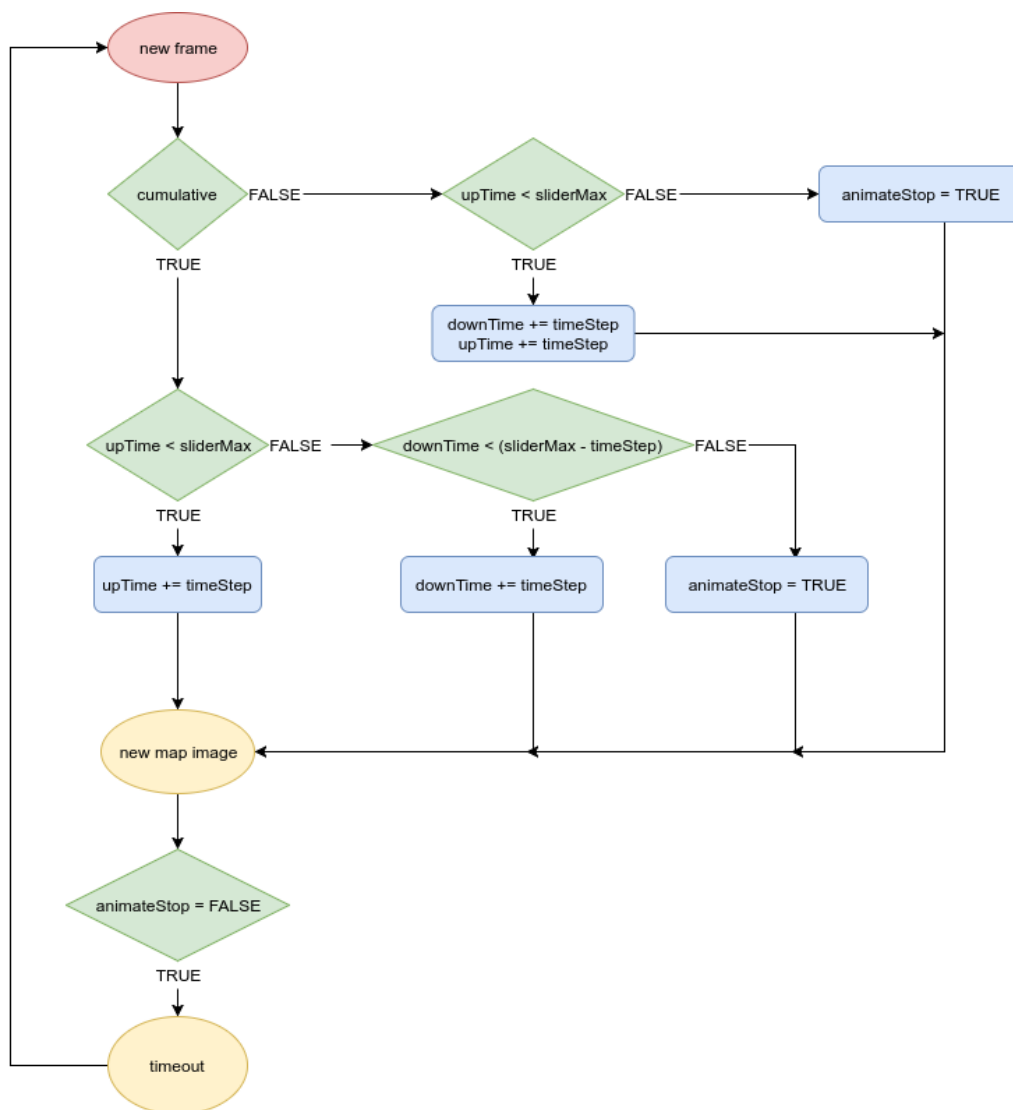 new frame
cumulative
FALSE
upTime < sliderMax
FALSE
animateStop = TRUE
TRUE
TRUE
downTime += timeStep
upTime += timeStep
upTime < sliderMax
FALSE
downTime < (sliderMax - timeStep)
FALSE
TRUE
TRUE
upTime += timeStep
downTime += timeStep
animateStop = TRUE
new map image
animateStop = FALSE
TRUE
timeout